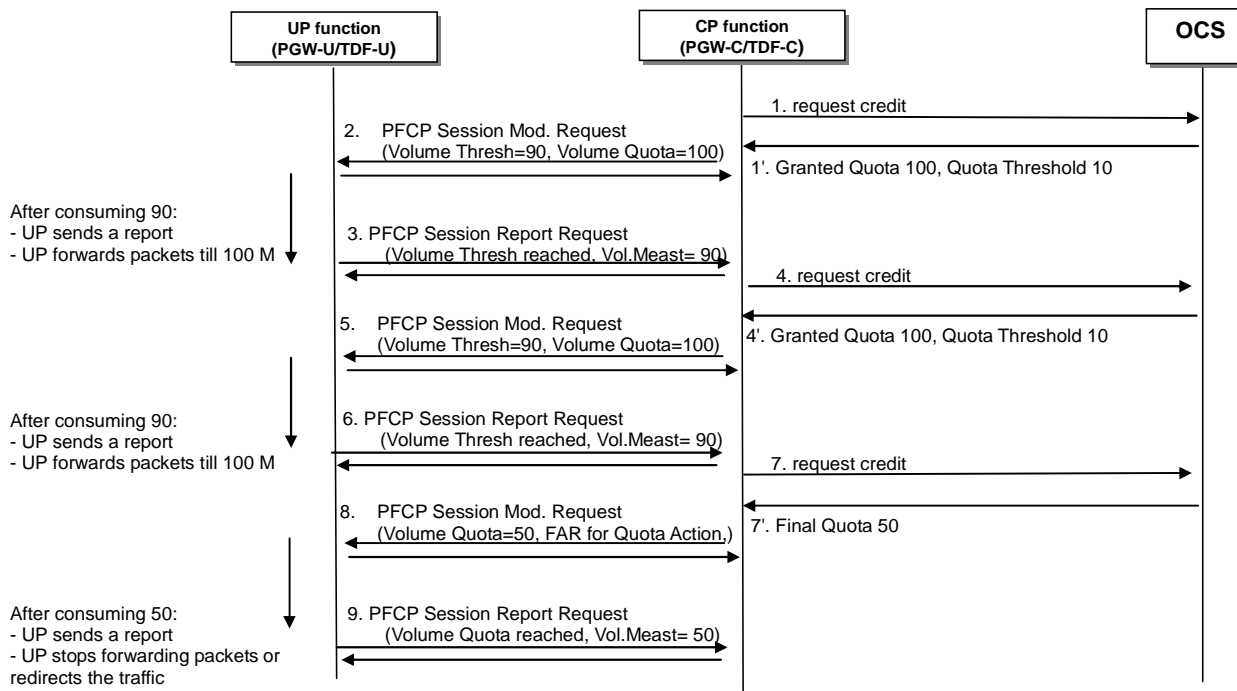 UP function
(PGW-U/TDF-U)
CP function
(PGW-C/TDF-C)
OCS
1. request credit
2. PFCP Session Mod. Request
(Volume Thresh=90, Volume Quota=100)
1'. Granted Quota 100, Quota Threshold 10
After consuming 90:
- UP sends a report
- UP forwards packets till 100 M
3. PFCP Session Report Request
(Volume Thresh reached, Vol.Meast= 90)
4. request credit
5. PFCP Session Mod. Request
(Volume Thresh=90, Volume Quota=100)
4'. Granted Quota 100, Quota Threshold 10
After consuming 90:
- UP sends a report
- UP forwards packets till 100 M
6. PFCP Session Report Request
(Volume Thresh reached, Vol.Meast= 90)
7. request credit
8. PFCP Session Mod. Request
(Volume Quota=50, FAR for Quota Action,)
7'. Final Quota 50
After consuming 50:
- UP sends a report
- UP stops forwarding packets or
redirects the traffic
9. PFCP Session Report Request
(Volume Quota reached, Vol.Meast= 50)